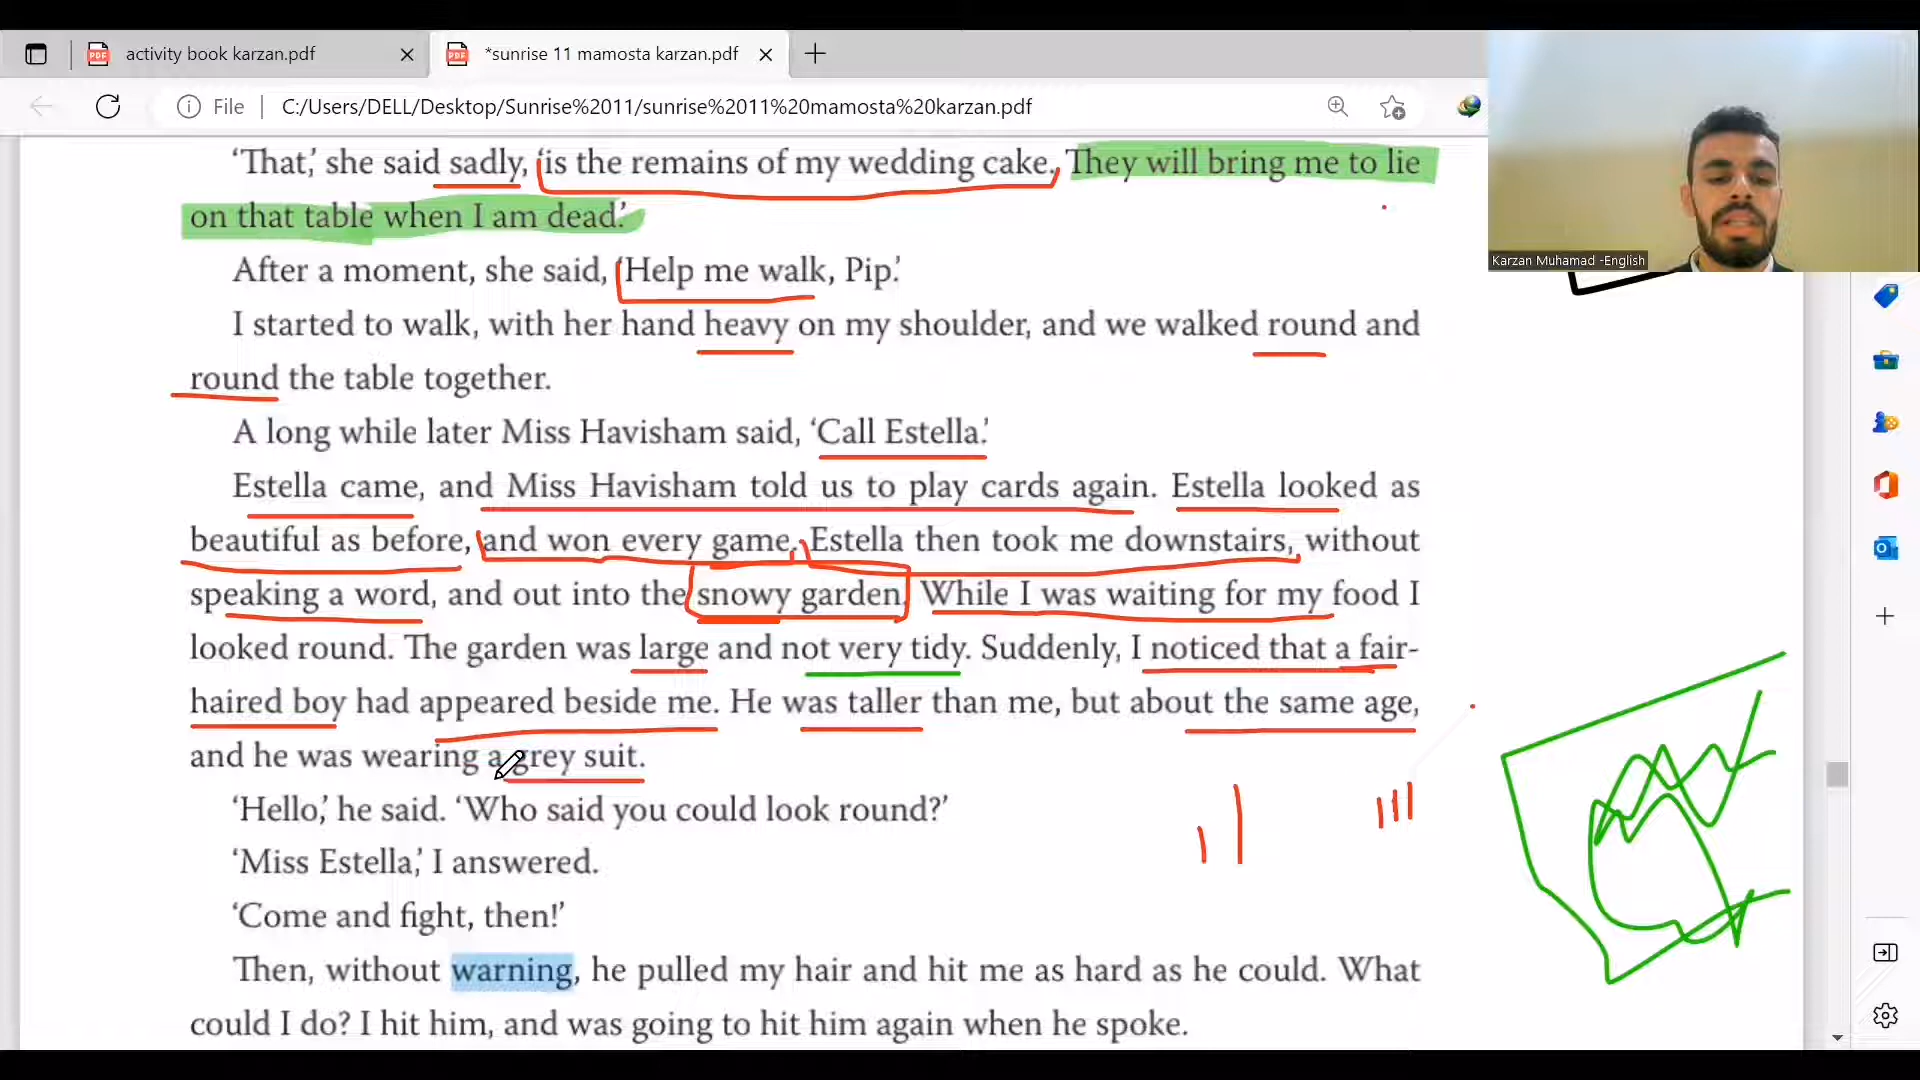 activity book karzan.pdf
*sunrise 11 mamosta karzan.pdf
File
C:/Users/DELL/Desktop/Sunrise%2011/sunrise%2011%20mamosta%20karzan.pdf
Karzan Muhamad -English
‘That,’ she said sadly, ‘is the remains of my wedding cake. They will bring me to lie
on that table when I am dead.’
After a moment, she said, ‘Help me walk, Pip.’
I started to walk, with her hand heavy on my shoulder, and we walked round and
round the table together.
A long while later Miss Havisham said, ‘Call Estella.’
Estella came, and Miss Havisham told us to play cards again. Estella looked as
beautiful as before, and won every game. Estella then took me downstairs, without
speaking a word, and out into the snowy garden. While I was waiting for my food I
looked round. The garden was large and not very tidy. Suddenly, I noticed that a fair-
haired boy had appeared beside me. He was taller than me, but about the same age,
and he was wearing a grey suit.
‘Hello,’ he said. ‘Who said you could look round?’
‘Miss Estella,’ I answered.
‘Come and fight, then!’
Then, without warning, he pulled my hair and hit me as hard as he could. What
could I do? I hit him, and was going to hit him again when he spoke.